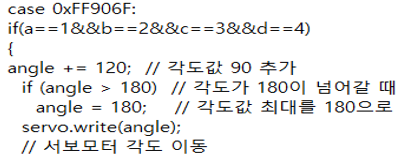 case 0xFF906F:
if(a==1&&b==2&&c==3&&d==4)
{
angle += 120; // 각도값 90 추가
if (angle > 180) // 각도가 180이 넘어갈 때
angle = 180; // 각도값 최대를 180으로
servo.write(angle);
// 서보모터 각도 이동